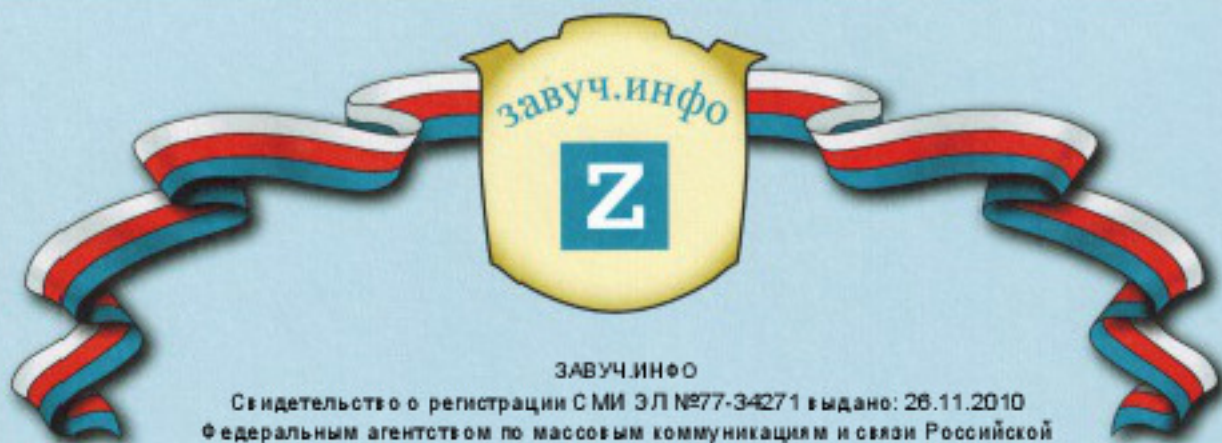 завуч.инфо
Z
ЗАВУЧ.ИНФО
Свидетельство о регистрации СМИ ЭЛ №77-34271 выдано: 26.11.2010
Федеральным агентством по массовым коммуникациям и связи Российской